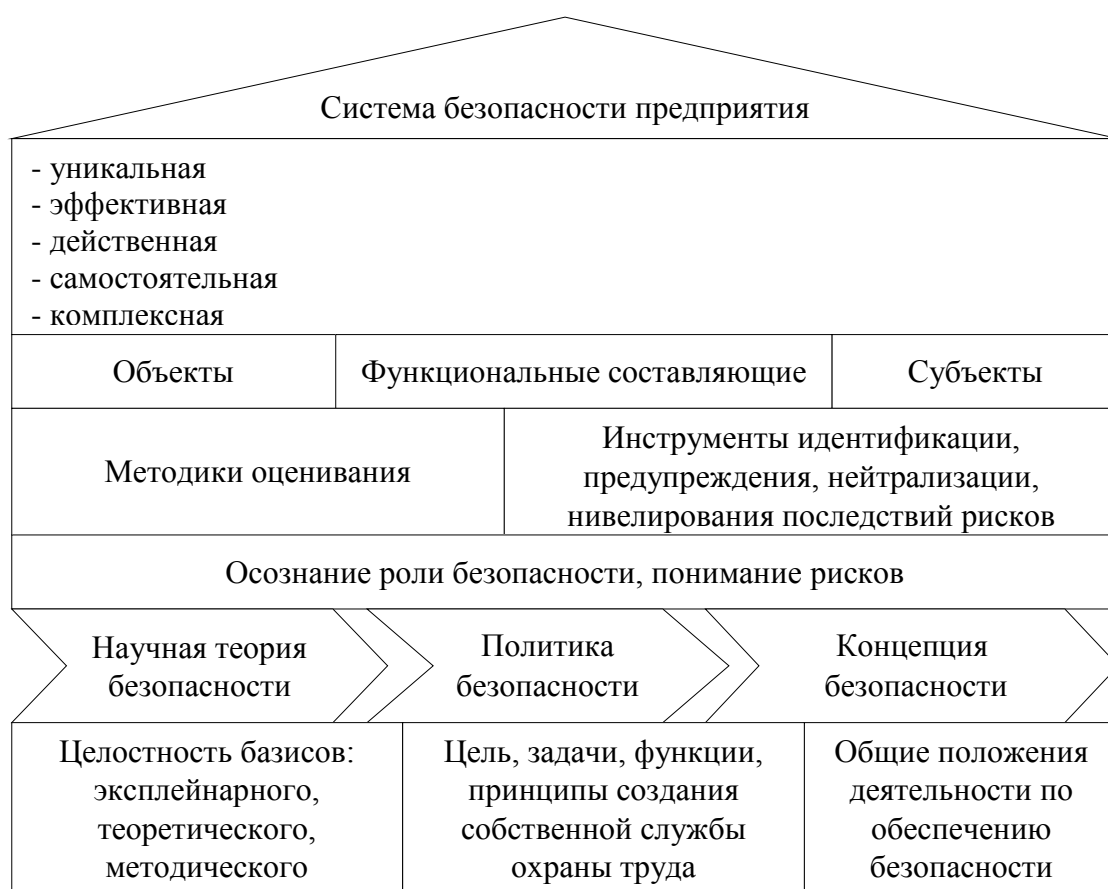 Система безопасности предприятия
- уникальная
- эффективная
- действенная
- самостоятельная
- комплексная
Объекты
Функциональные составляющие
Субъекты
Методики оценивания
Инструменты идентификации,
предупреждения, нейтрализации,
нивелирования последствий рисков
Осознание роли безопасности, понимание рисков
Научная теория
безопасности
Политика
безопасности
Концепция
безопасности
Целостность базисов:
эксплейнарного,
теоретического,
методического
Цель, задачи, функции,
принципы создания
собственной службы
охраны труда
Общие положения
деятельности по
обеспечению
безопасности